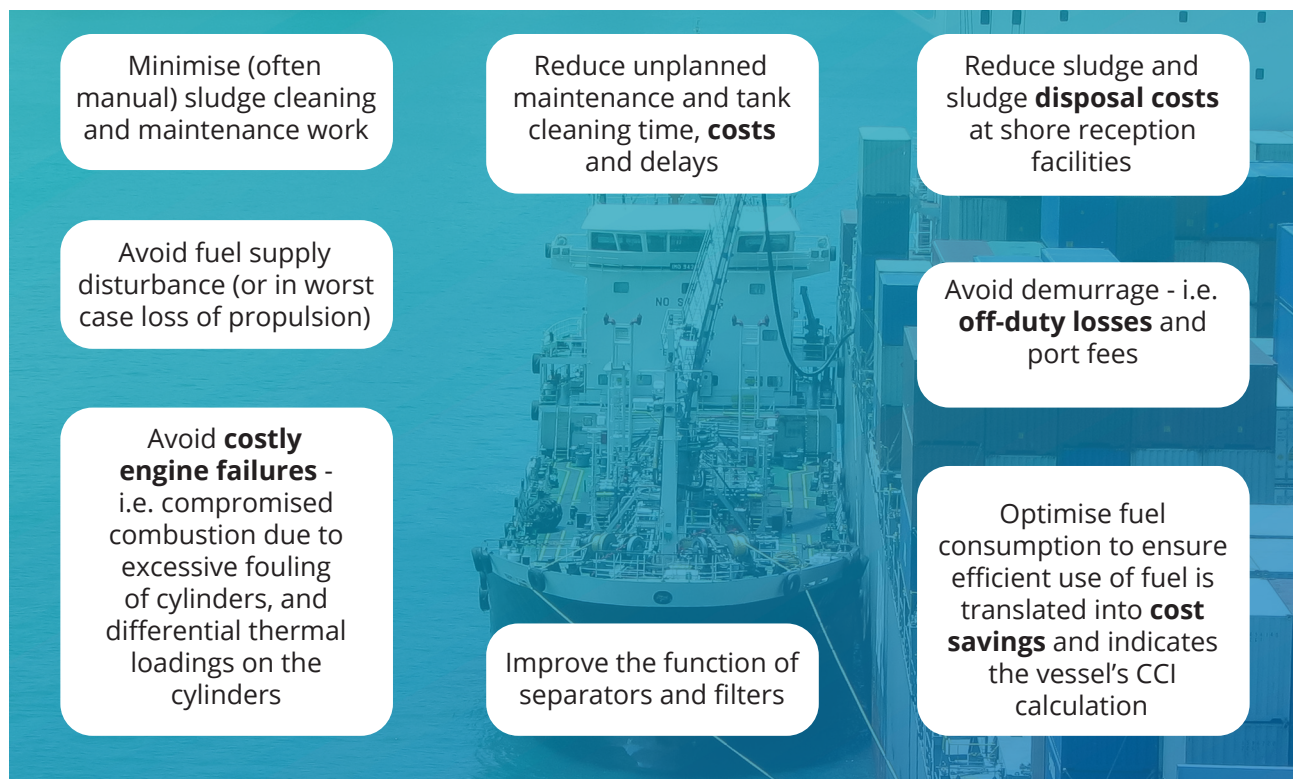 Minimise (often
manual) sludge cleaning
and maintenance work
Reduce unplanned
maintenance and tank
cleaning time, costs
and delays
Reduce sludge and
sludge disposal costs
at shore reception
facilities
Avoid fuel supply
disturbance (or in worst
case loss of propulsion)
Avoid demurrage - i.e.
off-duty losses and
port fees
Avoid costly
engine failures -
i.e. compromised
combustion due to
excessive fouling
of cylinders, and
differential thermal
loadings on the
cylinders
Improve the function of
separators and filters
Optimise fuel
consumption to ensure
efficient use of fuel is
translated into cost
savings and indicates
the vessel’s CCI
calculation